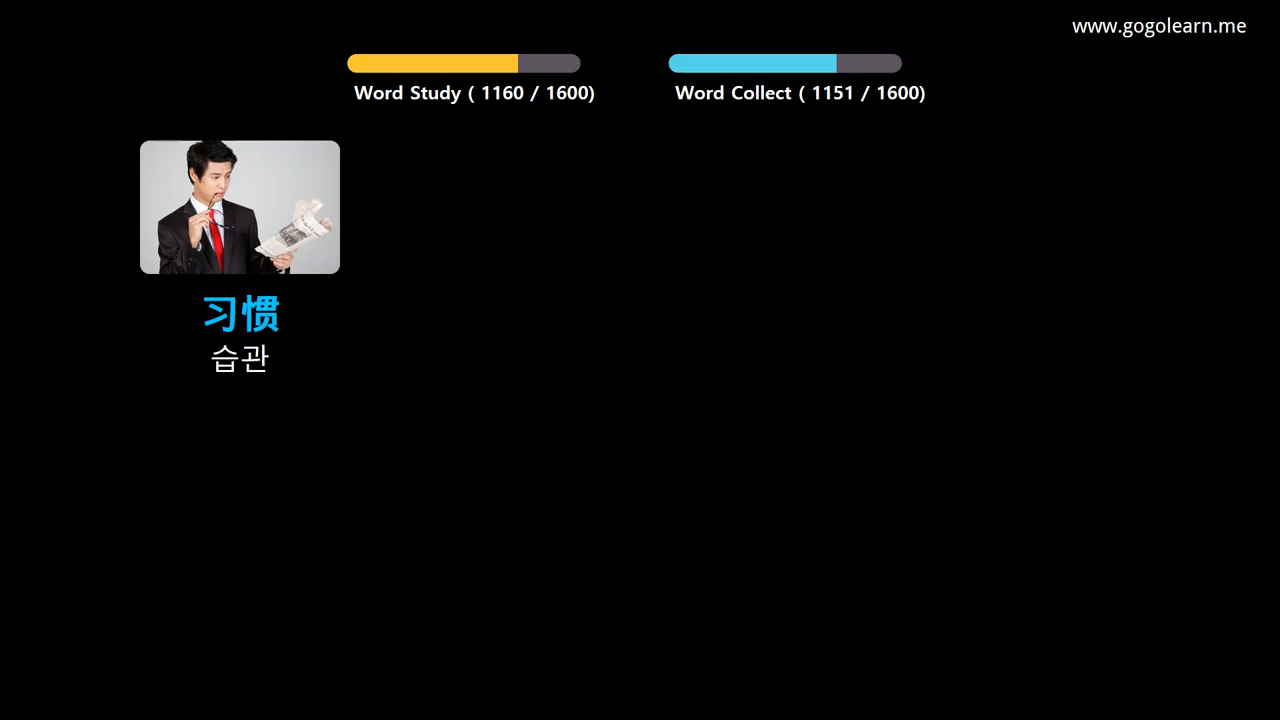 www.gogolearn.me
Word Study ( 1160 / 1600)
Word Collect ( 1151 / 1600)
习惯
습관